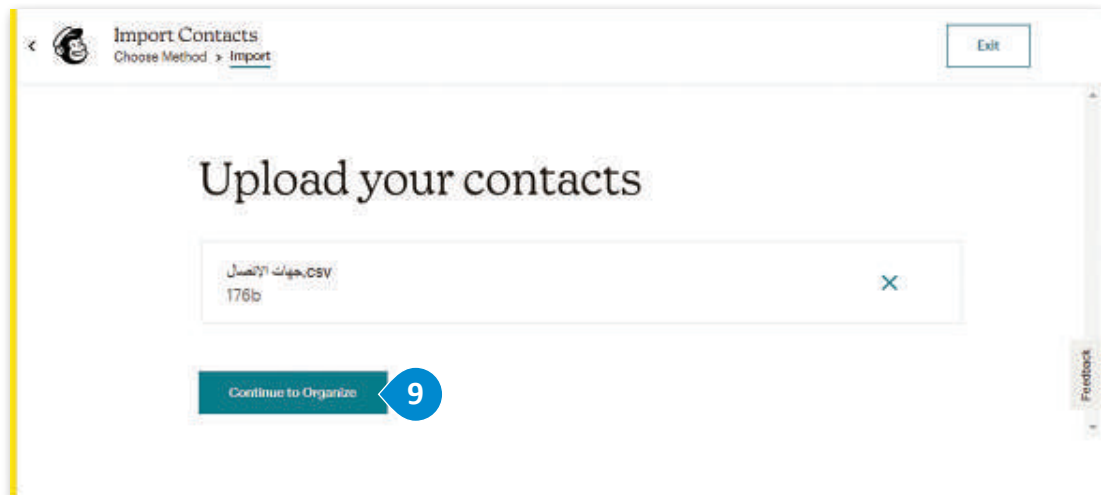 Import Contacts
Choose Method > Import
Exit
Upload your contacts
جهات الاتصال.csv
176b
Continue to Organize
9
Feedback